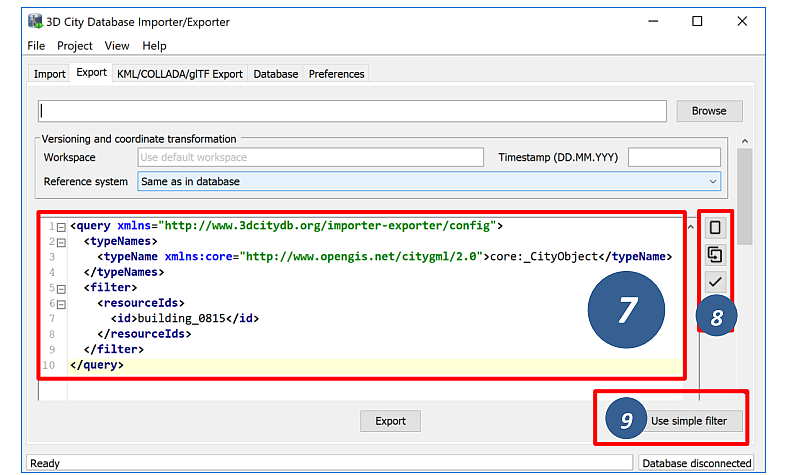 3D City Database Importer/Exporter
File Project View Help
Import Export KML/COLLADA/glTF Export Database Preferences
Browse
Versioning and coordinate transformation
Workspace Use default workspace Timestamp (DD.MM.YYY)
Reference system Same as in database
1 <query xmlns="http://www.3dcitydb.org/importer-exporter/config">
2 <typeNames>
3 <typeName xmlns:core="http://www.opengis.net/citygml/2.0">core:_CityObject</typeName>
4 </typeNames>
5 <filter>
6 <resourceIds>
7 <id>building_0815</id>
8 </resourceIds>
9 </filter>
10 </query>
7
8
Export
9 Use simple filter
Ready Database disconnected